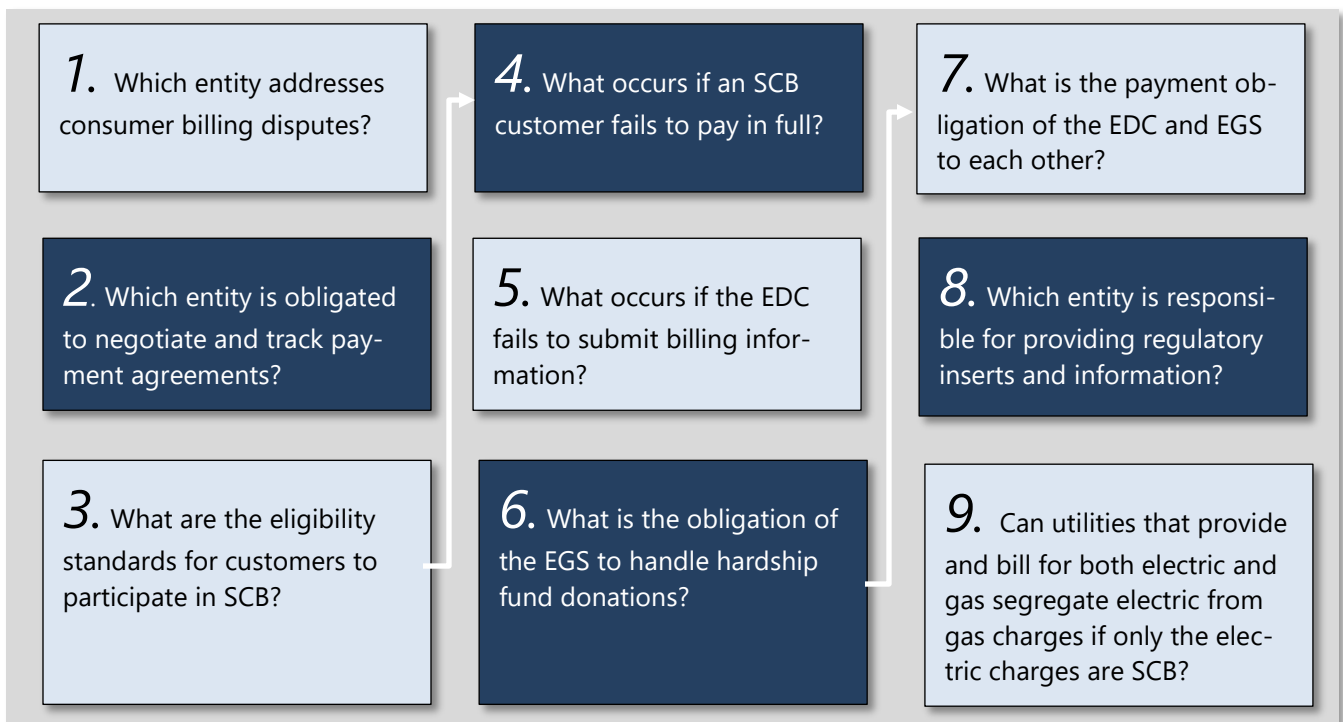 1. Which entity addresses
consumer billing disputes?
2. Which entity is obligated
to negotiate and track pay-
ment agreements?
3. What are the eligibility
standards for customers to
participate in SCB?
4. What occurs if an SCB
customer fails to pay in full?
5. What occurs if the EDC
fails to submit billing infor-
mation?
6. What is the obligation of
the EGS to handle hardship
fund donations?
7. What is the payment ob-
ligation of the EDC and EGS
to each other?
8. Which entity is responsi-
ble for providing regulatory
inserts and information?
9. Can utilities that provide
and bill for both electric and
gas segregate electric from
gas charges if only the elec-
tric charges are SCB?